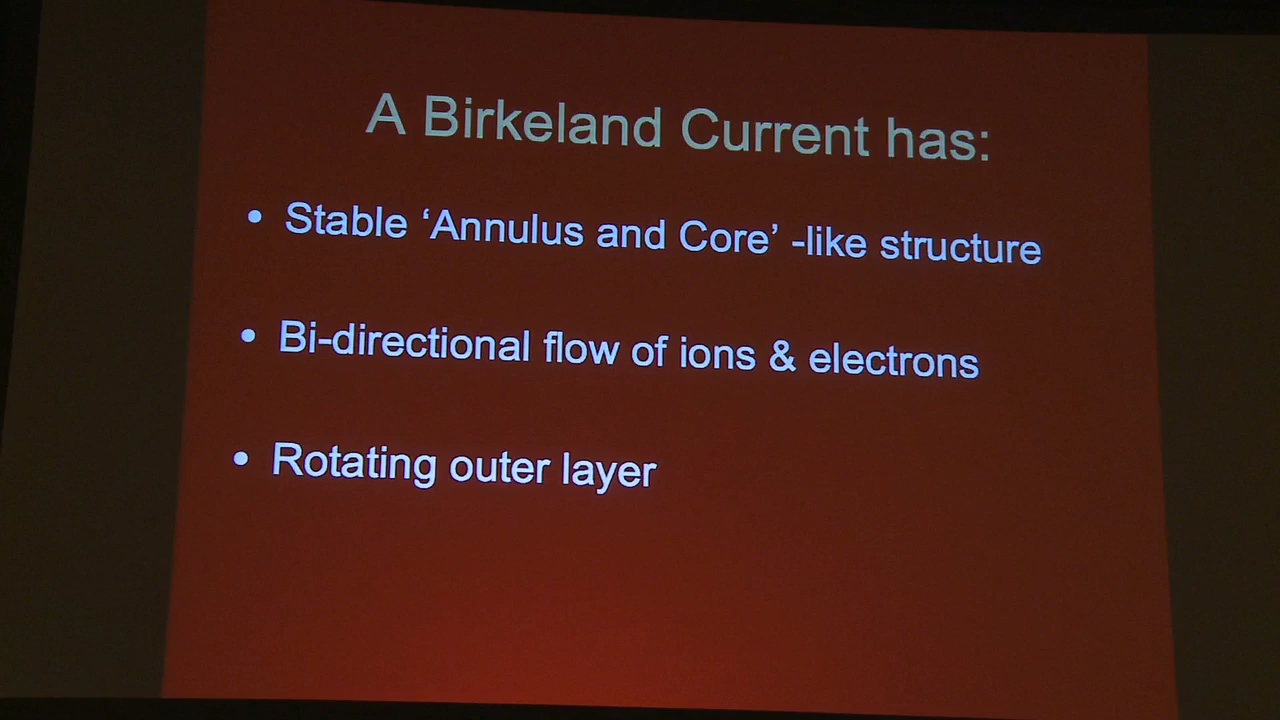 A Birkeland Current has:
• Stable ‘Annulus and Core’ -like structure
• Bi-directional flow of ions & electrons
• Rotating outer layer